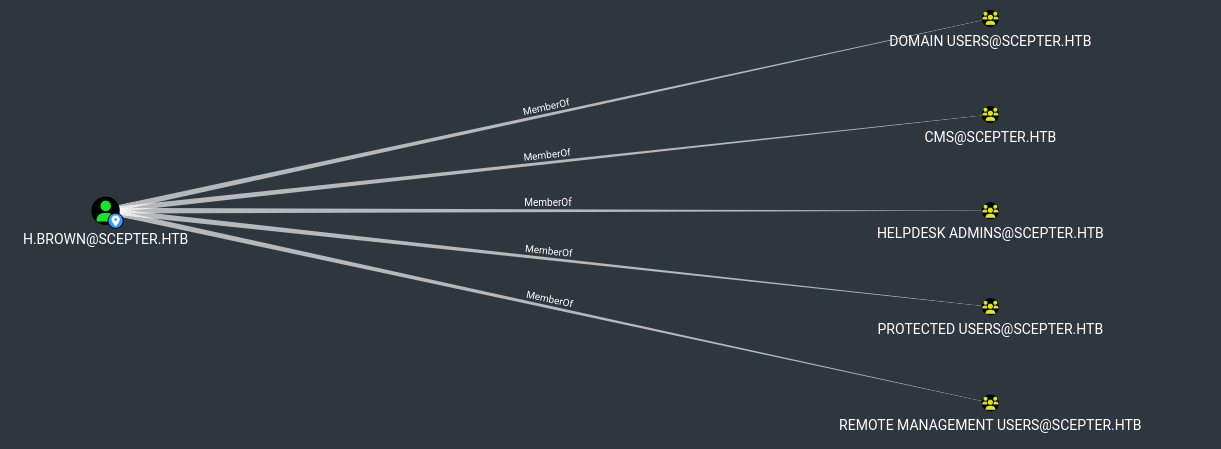 DOMAIN USERS@SCEPTER.HTB
MemberOf
CMS@SCEPTER.HTB
MemberOf
MemberOf
H.BROWN@SCEPTER.HTB
HELPDESK ADMINS@SCEPTER.HTB
MemberOf
MemberOf
PROTECTED USERS@SCEPTER.HTB
REMOTE MANAGEMENT USERS@SCEPTER.HTB